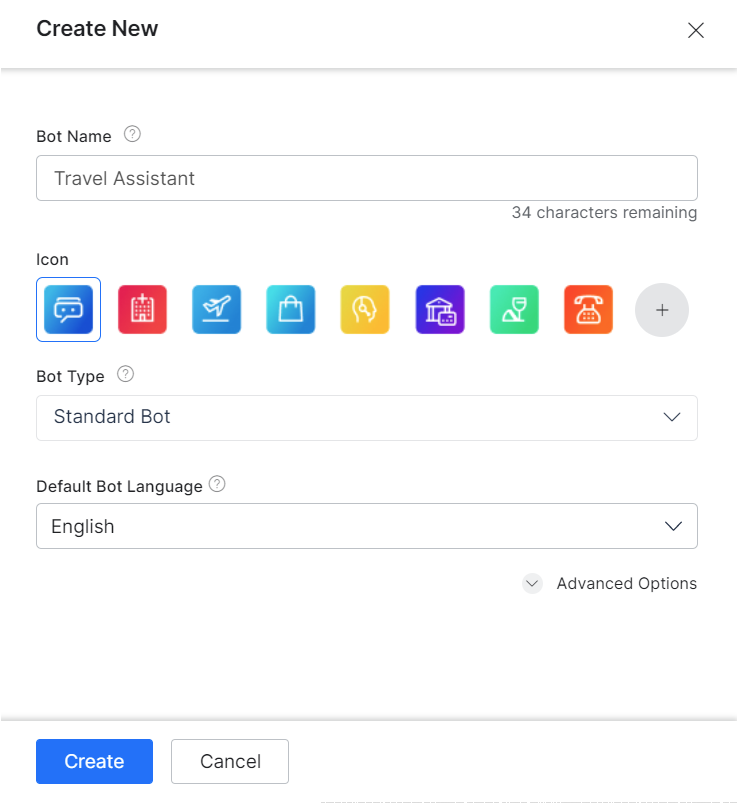 Create New
Bot Name
Travel Assistant
34 characters remaining
Icon
Bot Type
Standard Bot
Default Bot Language
English
Advanced Options
Create Cancel